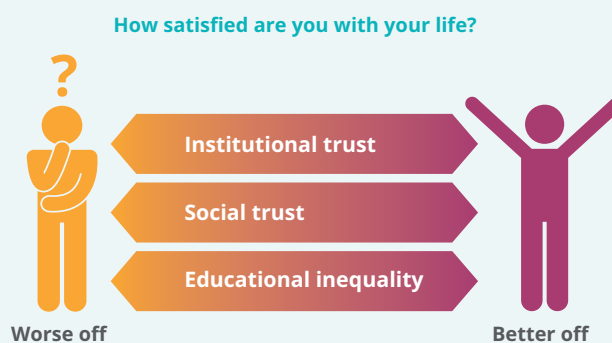 How satisfied are you with your life?
?
Institutional trust
Social trust
Educational inequality
Worse off
Better off